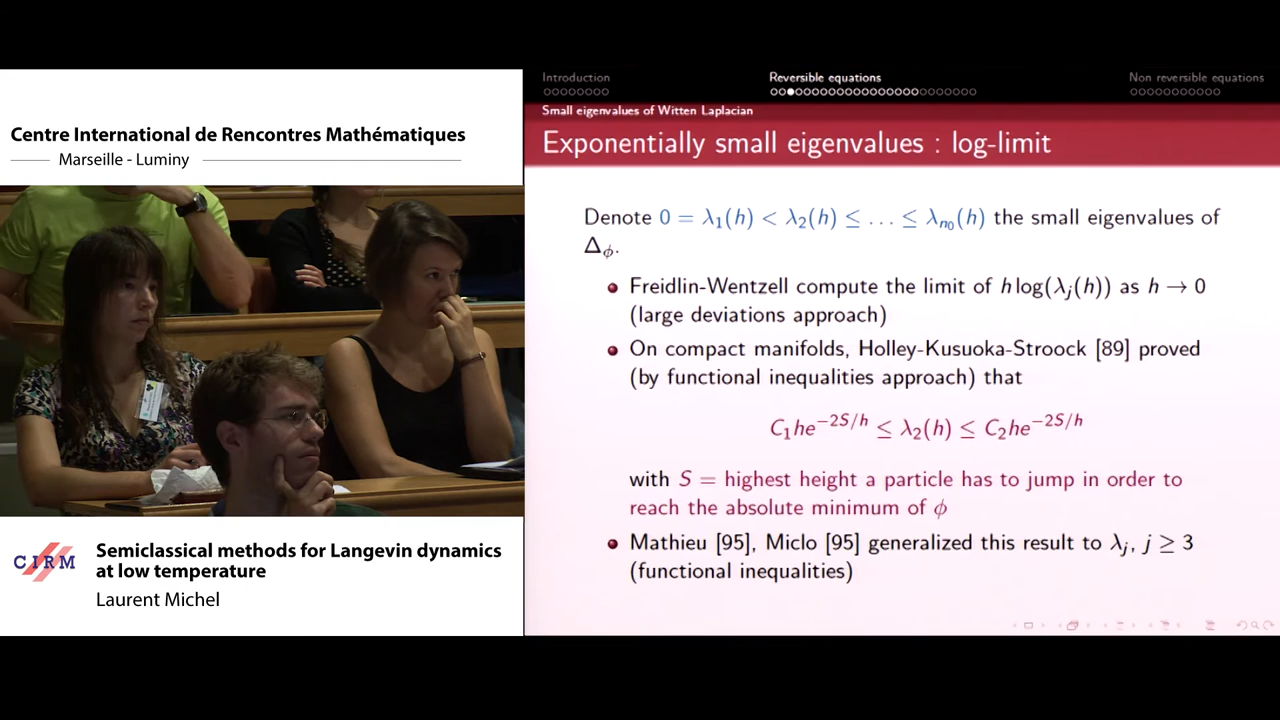 Centre International de Rencontres Mathématiques
Marseille - Luminy
CIRM
Semiclassical methods for Langevin dynamics
at low temperature
Laurent Michel
Introduction
Reversible equations
Non reversible equations
Small eigenvalues of Witten Laplacian
Exponentially small eigenvalues : log-limit
Denote 0 = λ₁(h) < λ₂(h) ≤ … ≤ λₙ₀(h) the small eigenvalues of
Δ_ϕ.
Freidlin-Wentzell compute the limit of h log(λⱼ(h)) as h → 0
(large deviations approach)
On compact manifolds, Holley-Kusuoka-Stroock [89] proved
(by functional inequalities approach) that
C₁he^{−2S/h} ≤ λ₂(h) ≤ C₂he^{−2S/h}
with S = highest height a particle has to jump in order to
reach the absolute minimum of ϕ
Mathieu [95], Miclo [95] generalized this result to λⱼ, j ≥ 3
(functional inequalities)